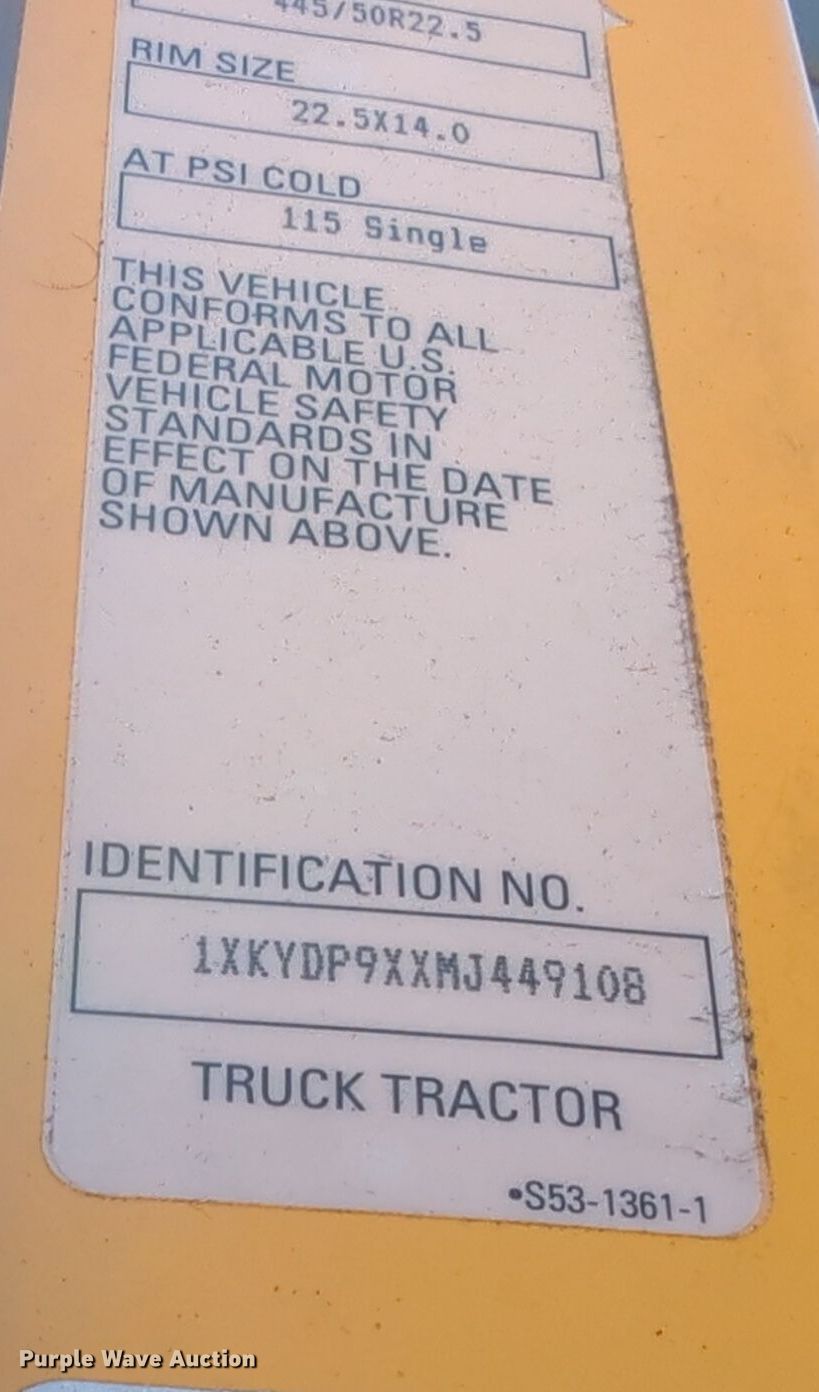 445/50R22.5
RIM SIZE
22.5X14.0
AT PSI COLD
115 Single
THIS VEHICLE
CONFORMS TO ALL
APPLICABLE U.S.
FEDERAL MOTOR
VEHICLE SAFETY
STANDARDS IN
EFFECT ON THE DATE
OF MANUFACTURE
SHOWN ABOVE.
IDENTIFICATION NO.
1XKYDP9XXMJ449108
TRUCK TRACTOR
•S53-1361-1
Purple Wave Auction